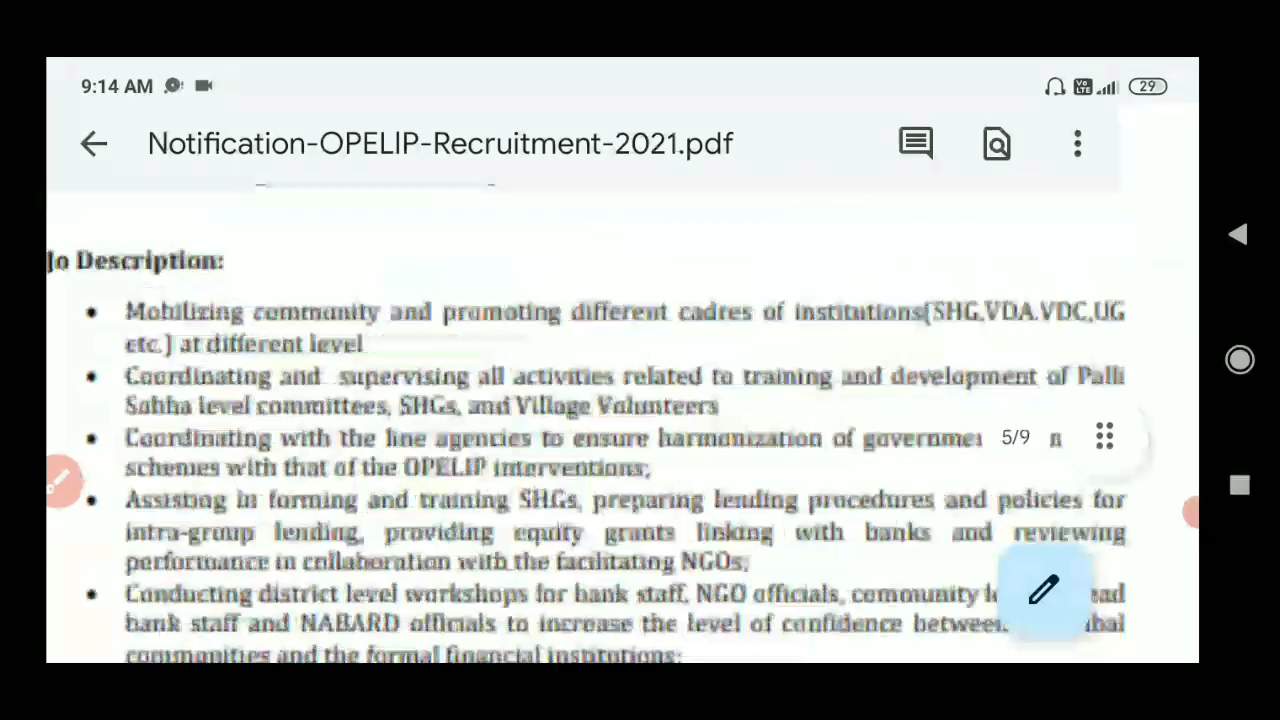 9:14 AM
29
Notification-OPELIP-Recruitment-2021.pdf
Jo Description:
• Mobilizing community and promoting different cadres of institutions(SHG,VDA.VDC,UG
etc.) at different level
• Coordinating and supervising all activities related to training and development of Palli
Sabha level committees, SHGs, and Village Volunteers
• Coordinating with the line agencies to ensure harmonization of
schemes with that of the OPELIP interventions;
5/9
• Assisting in forming and training SHGs, preparing lending procedures and policies for
intra-group lending, providing equity grants linking with banks and reviewing
performance in collaboration with the facilitating NGOs;
• Conducting district level workshops for bank staff, NGO officials, community
bank staff and NABARD officials to increase the level of confidence between
communities and the formal financial institutions;